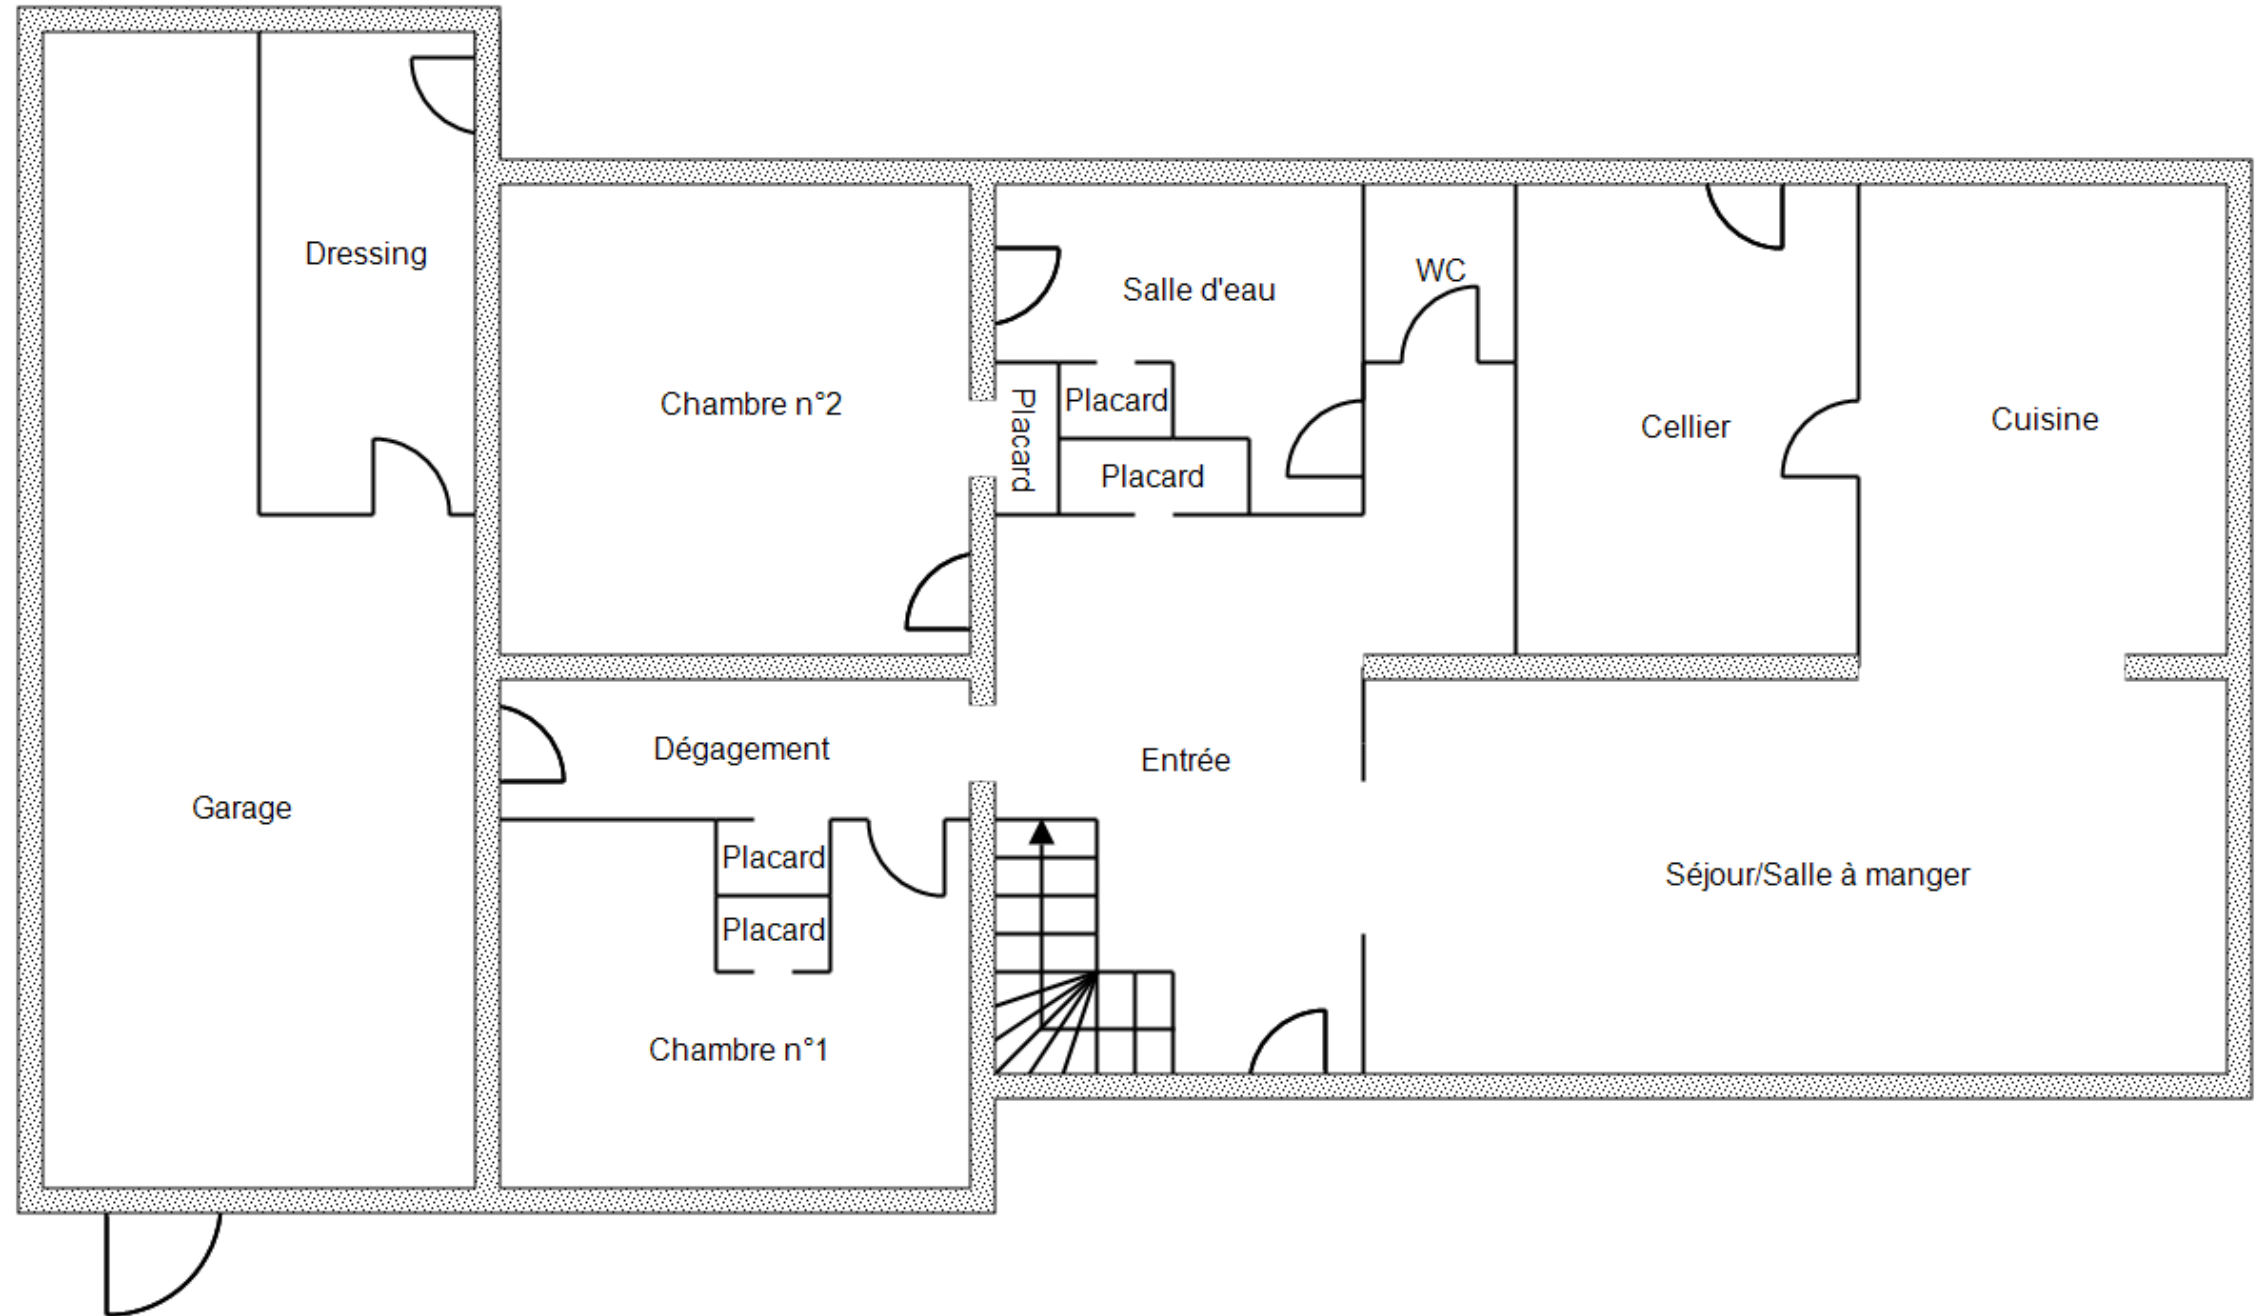 Dressing
Salle d'eau
WC
Chambre n°2
Placard
Placard
Cellier
Cuisine
Placard
Dégagement
Entrée
Garage
Placard
Séjour/Salle à manger
Placard
Chambre n°1